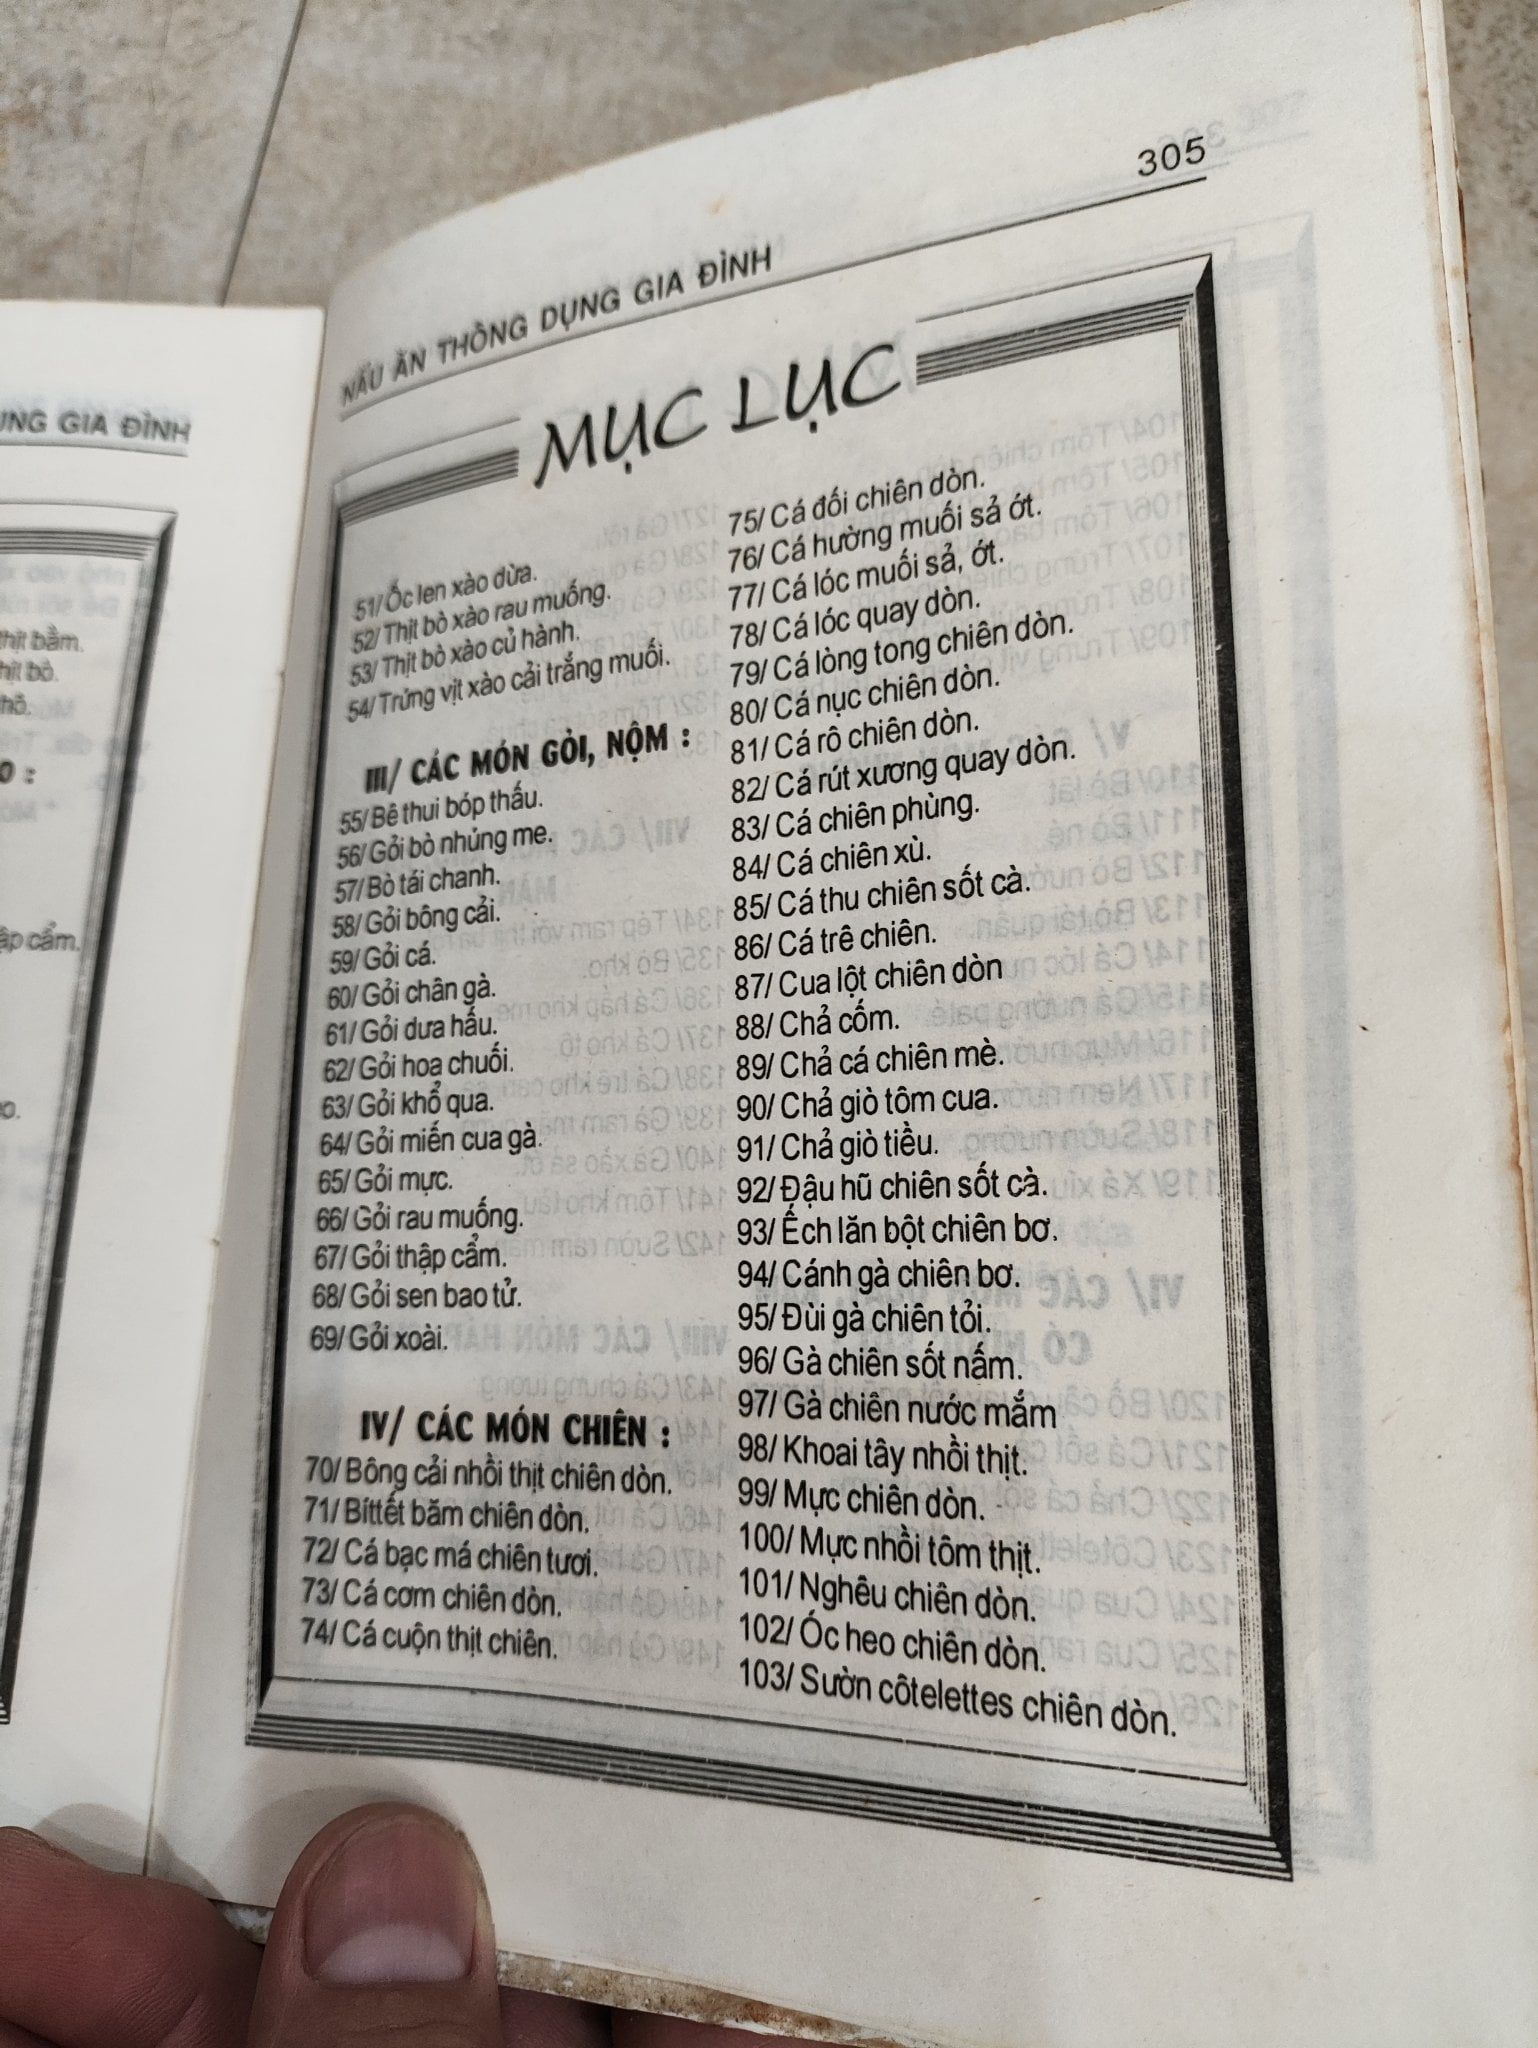 UNG GIA ĐÌNH
thịt bằm.
hịt bò.
hô.
O :
ập cẩm.
305
NẤU ĂN THÔNG DỤNG GIA ĐÌNH
MỤC LỤC
51/ Ốc len xào dừa.
52/ Thịt bò xào rau muống.
53/ Thịt bò xào củ hành.
54/ Trứng vịt xào cải trắng muối.
III/ CÁC MÓN GỎI, NỘM :
55/ Bê thui bóp thấu.
56/ Gỏi bò nhúng me.
57/ Bò tái chanh.
58/ Gỏi bông cải.
59/ Gỏi cá.
60/ Gỏi chân gà.
61/ Gỏi dưa hấu.
62/ Gỏi hoa chuối.
63/ Gỏi khổ qua.
64/ Gỏi miến cua gà.
65/ Gỏi mực.
66/ Gỏi rau muống.
67/ Gỏi thập cẩm.
68/ Gỏi sen bao tử.
69/ Gỏi xoài.
IV/ CÁC MÓN CHIÊN :
70/ Bông cải nhồi thịt chiên dòn.
71/ Bíttết băm chiên dòn.
72/ Cá bạc má chiên tươi.
73/ Cá cơm chiên dòn.
74/ Cá cuộn thịt chiên.
75/ Cá đối chiên dòn.
76/ Cá hường muối sả ớt.
77/ Cá lóc muối sả, ớt.
78/ Cá lóc quay dòn.
79/ Cá lòng tong chiên dòn.
80/ Cá nục chiên dòn.
81/ Cá rô chiên dòn.
82/ Cá rút xương quay dòn.
83/ Cá chiên phùng.
84/ Cá chiên xù.
85/ Cá thu chiên sốt cà.
86/ Cá trê chiên.
87/ Cua lột chiên dòn
88/ Chả cốm.
89/ Chả cá chiên mè.
90/ Chả giò tôm cua.
91/ Chả giò tiều.
92/ Đậu hũ chiên sốt cà.
93/ Ếch lăn bột chiên bơ.
94/ Cánh gà chiên bơ.
95/ Đùi gà chiên tỏi.
96/ Gà chiên sốt nấm.
97/ Gà chiên nước mắm
98/ Khoai tây nhồi thịt.
99/ Mực chiên dòn.
100/ Mực nhồi tôm thịt.
101/ Nghêu chiên dòn.
102/ Óc heo chiên dòn.
103/ Sườn côtelettes chiên dòn.